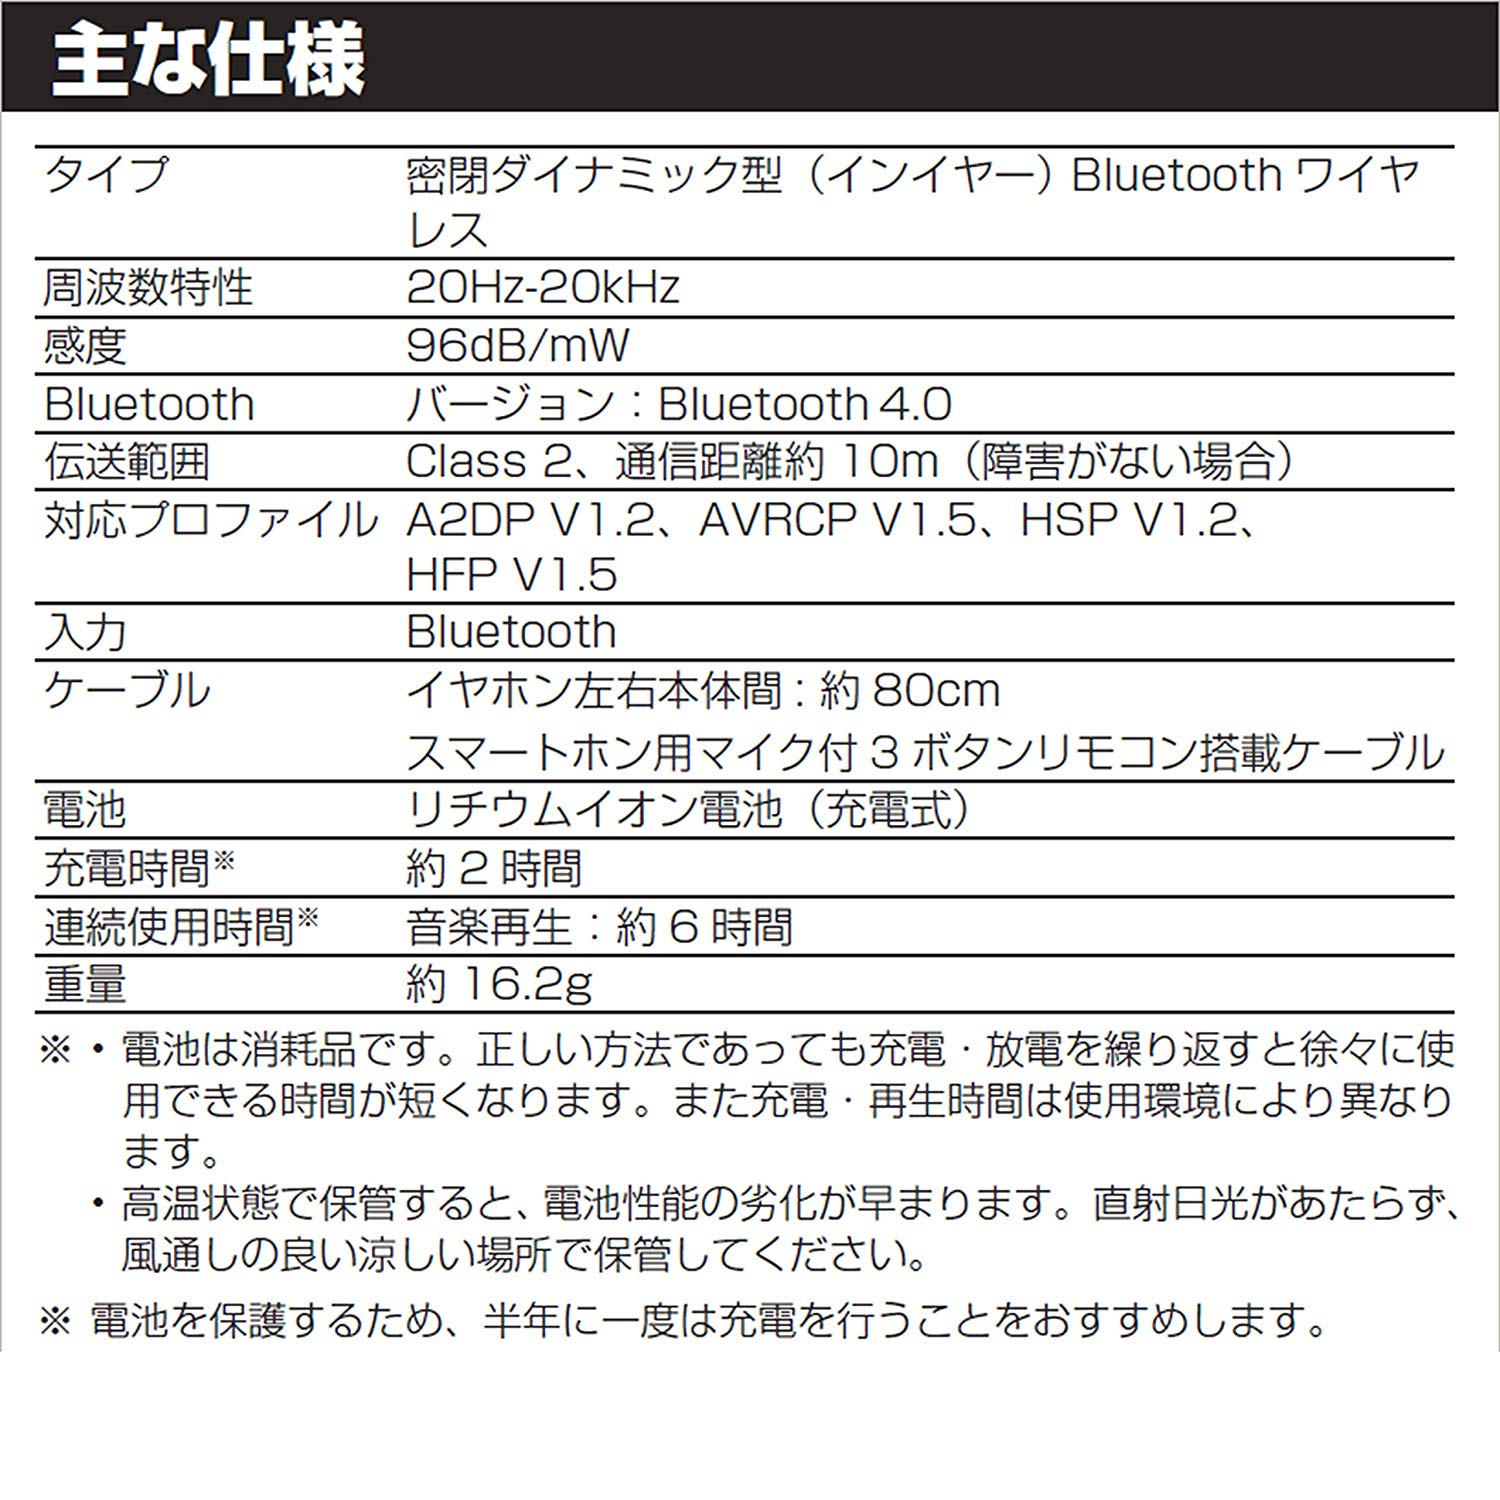 主な仕様
タイプ 密閉ダイナミック型（インイヤー）Bluetooth ワイヤ
レス
周波数特性 20Hz-20kHz
感度 96dB/mW
Bluetooth バージョン：Bluetooth 4.0
伝送範囲 Class 2、通信距離約 10m（障害がない場合）
対応プロファイル A2DP V1.2、AVRCP V1.5、HSP V1.2、
HFP V1.5
入力 Bluetooth
ケーブル イヤホン左右本体間：約 80cm
スマートホン用マイク付 3 ボタンリモコン搭載ケーブル
電池 リチウムイオン電池（充電式）
充電時間※ 約 2 時間
連続使用時間※ 音楽再生：約 6 時間
重量 約 16.2g
※・電池は消耗品です。正しい方法であっても充電・放電を繰り返すと徐々に使
用できる時間が短くなります。また充電・再生時間は使用環境により異なり
ます。
・高温状態で保管すると、電池性能の劣化が早まります。直射日光があたらず、
風通しの良い涼しい場所で保管してください。
※ 電池を保護するため、半年に一度は充電を行うことをおすすめします。